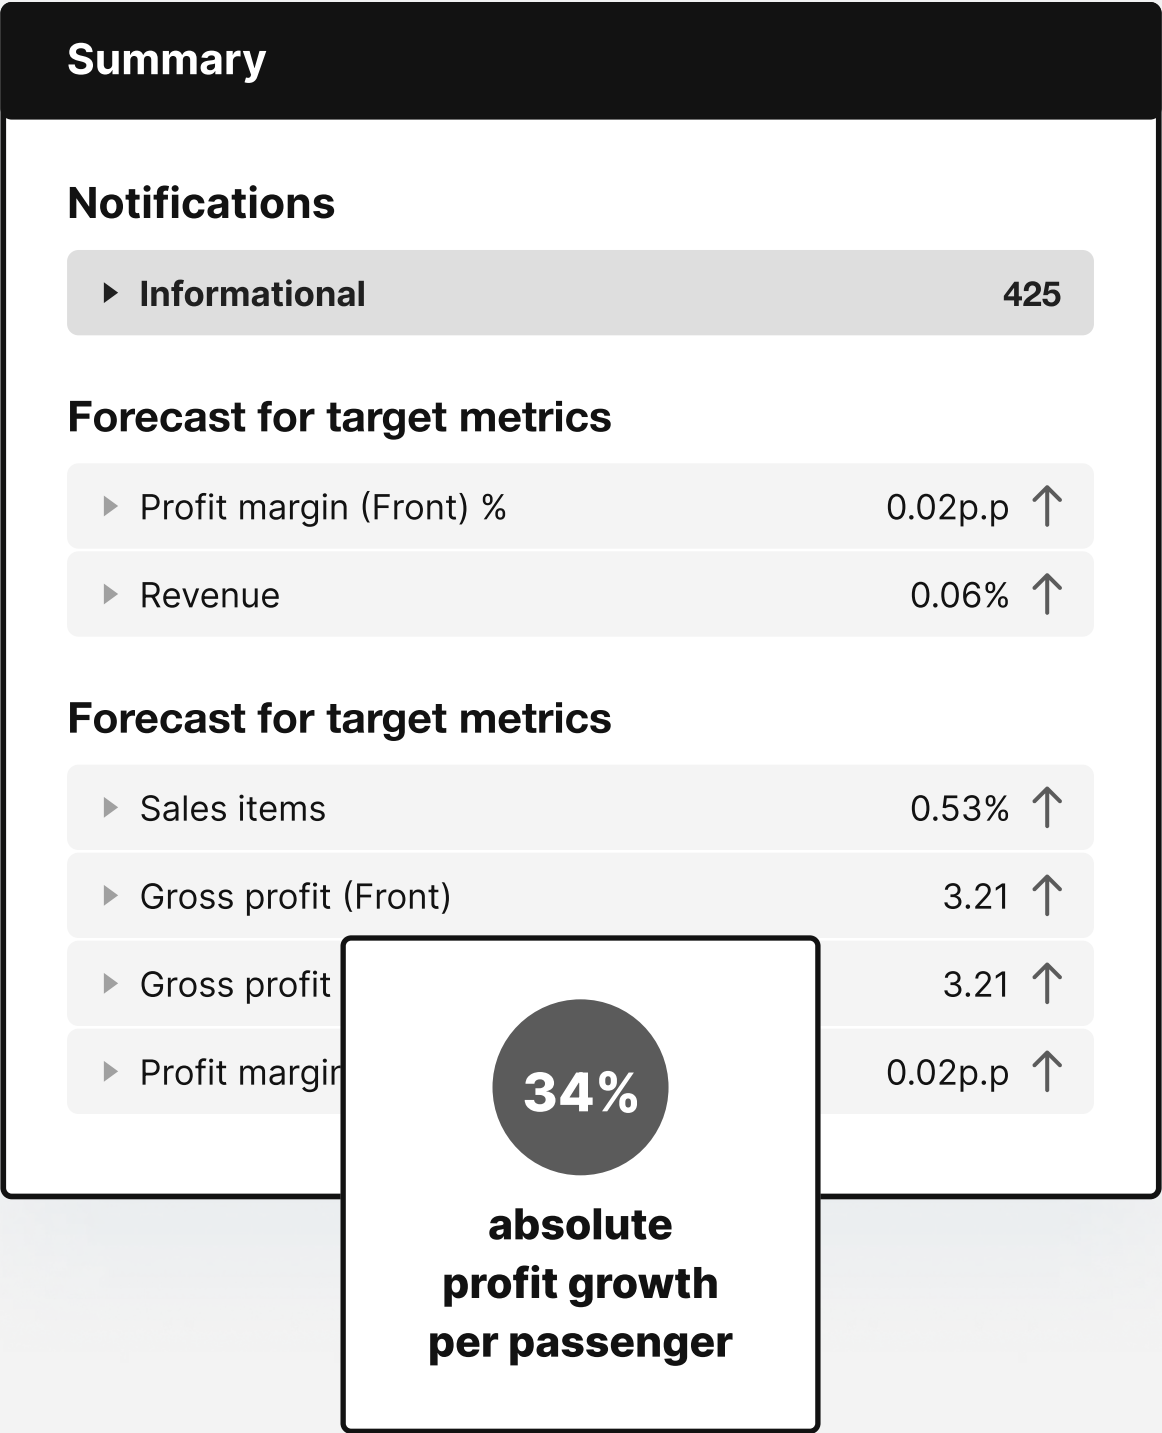 Summary
Notifications
Informational 425
Forecast for target metrics
Profit margin (Front) % 0.02p.p
Revenue 0.06%
Forecast for target metrics
Sales items 0.53%
Gross profit (Front) 3.21
Gross profit 3.21
Profit 0.02p.p
34%
absolute
profit growth
per passenger